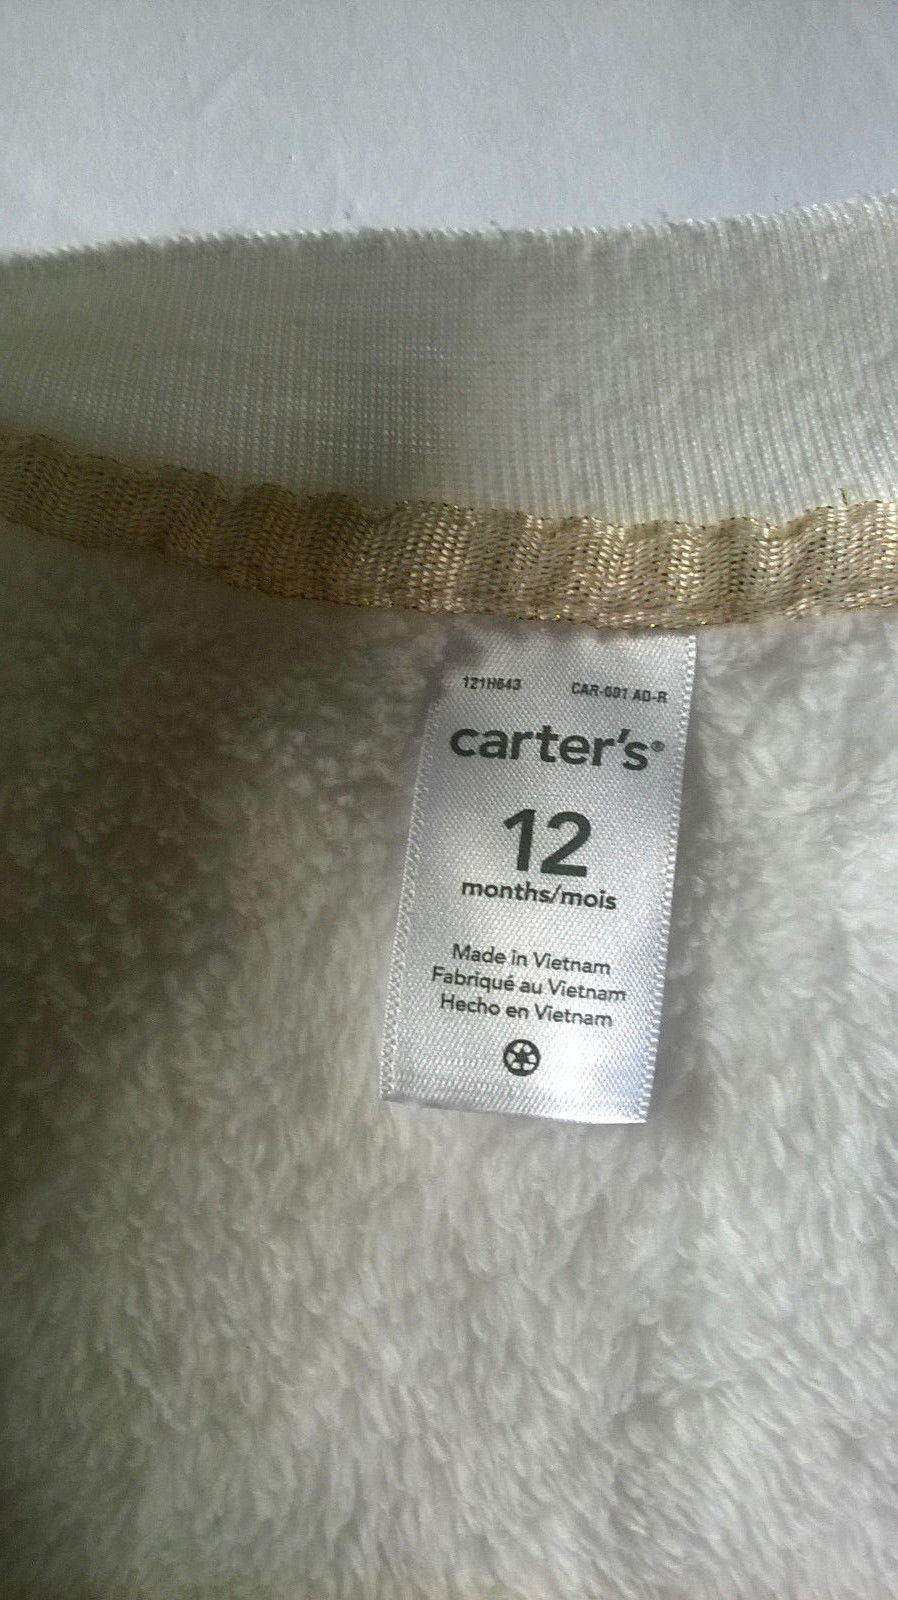 121H643 CAR-001 AD-R
carter's®
12
months/mois
Made in Vietnam
Fabriqué au Vietnam
Hecho en Vietnam